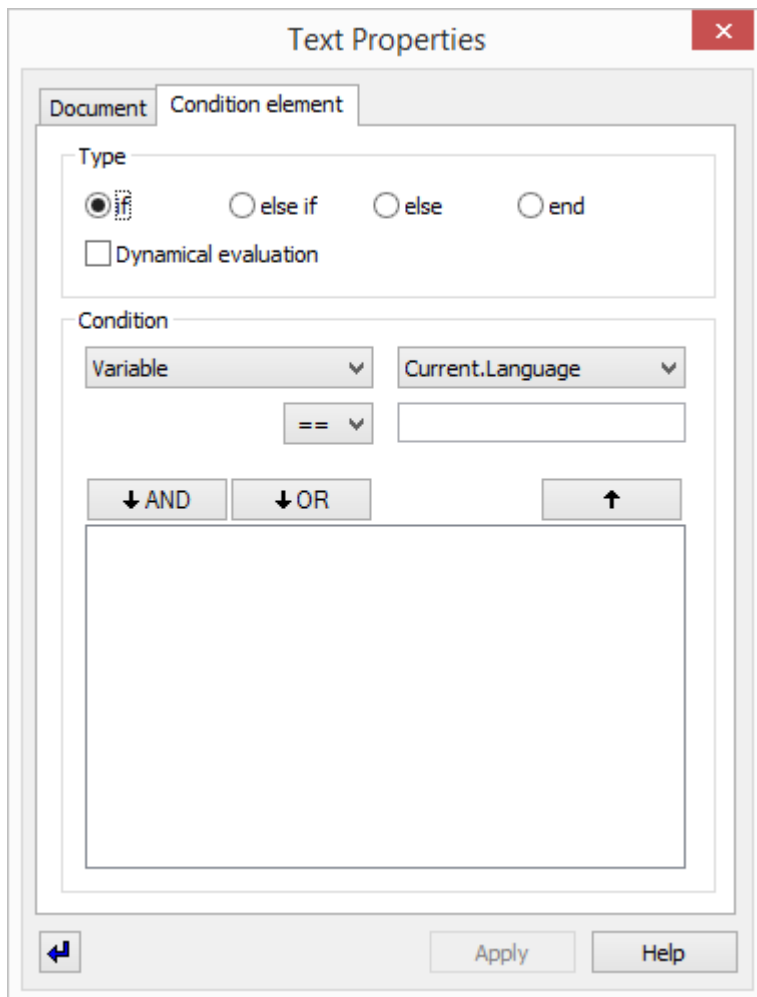 Text Properties
Document Condition element
Type
if else if else end
Dynamical evaluation
Condition
Variable Current.Language
==
↓ AND ↓ OR ↑
Apply Help